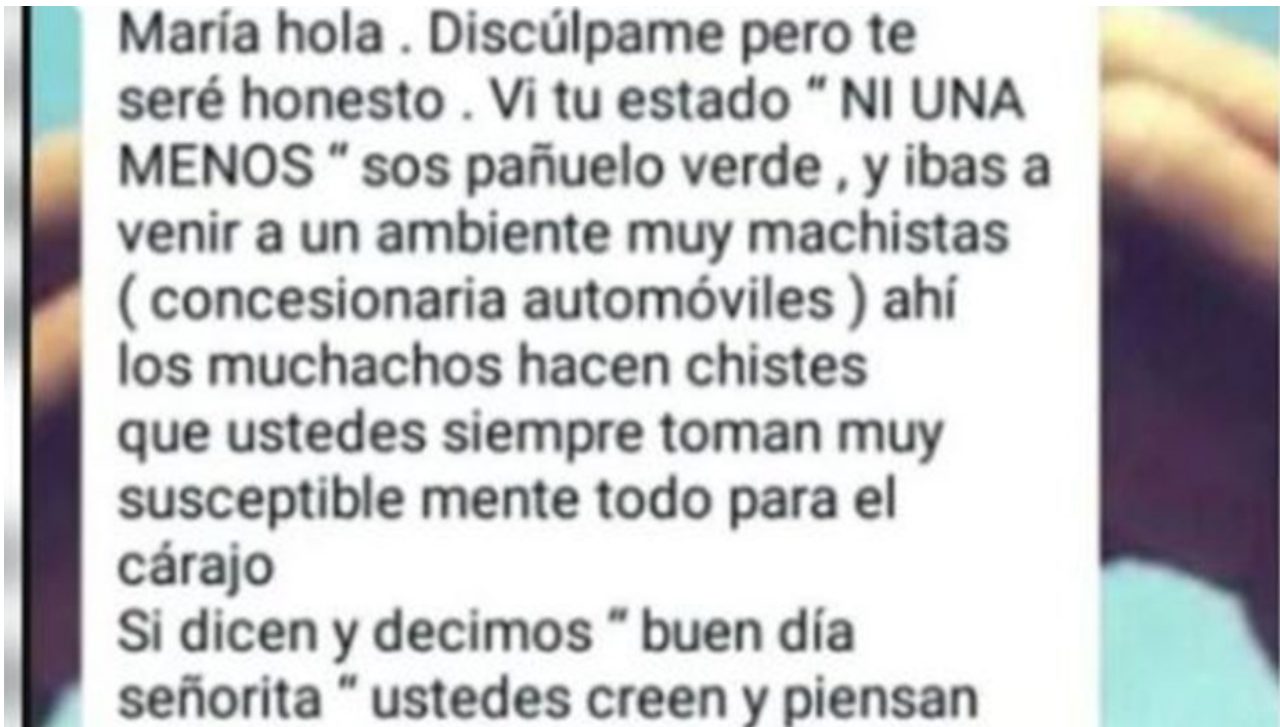 María hola . Discúlpame pero te
seré honesto . Vi tu estado “ NI UNA
MENOS “ sos pañuelo verde , y ibas a
venir a un ambiente muy machistas
( concesionaria automóviles ) ahí
los muchachos hacen chistes
que ustedes siempre toman muy
susceptible mente todo para el
cárajo
Si dicen y decimos “ buen día
señorita “ ustedes creen y piensan